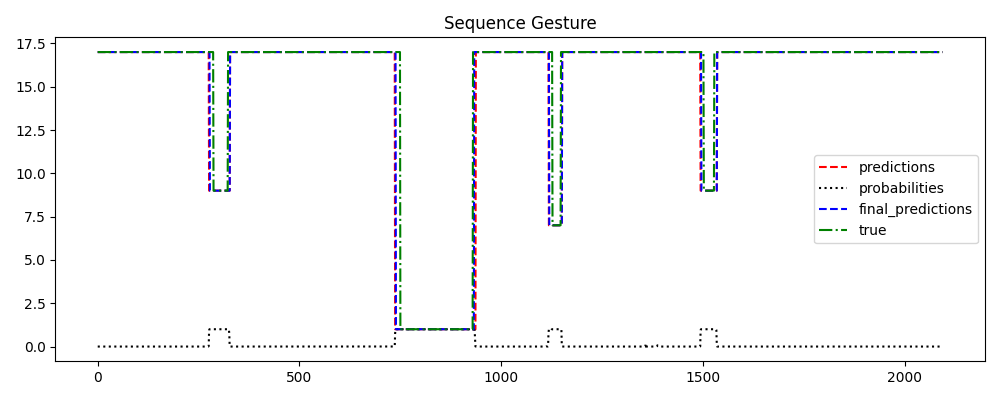 Sequence Gesture
17.5
15.0
12.5
10.0
7.5
5.0
2.5
0.0
predictions
probabilities
final_predictions
true
0 500 1000 1500 2000